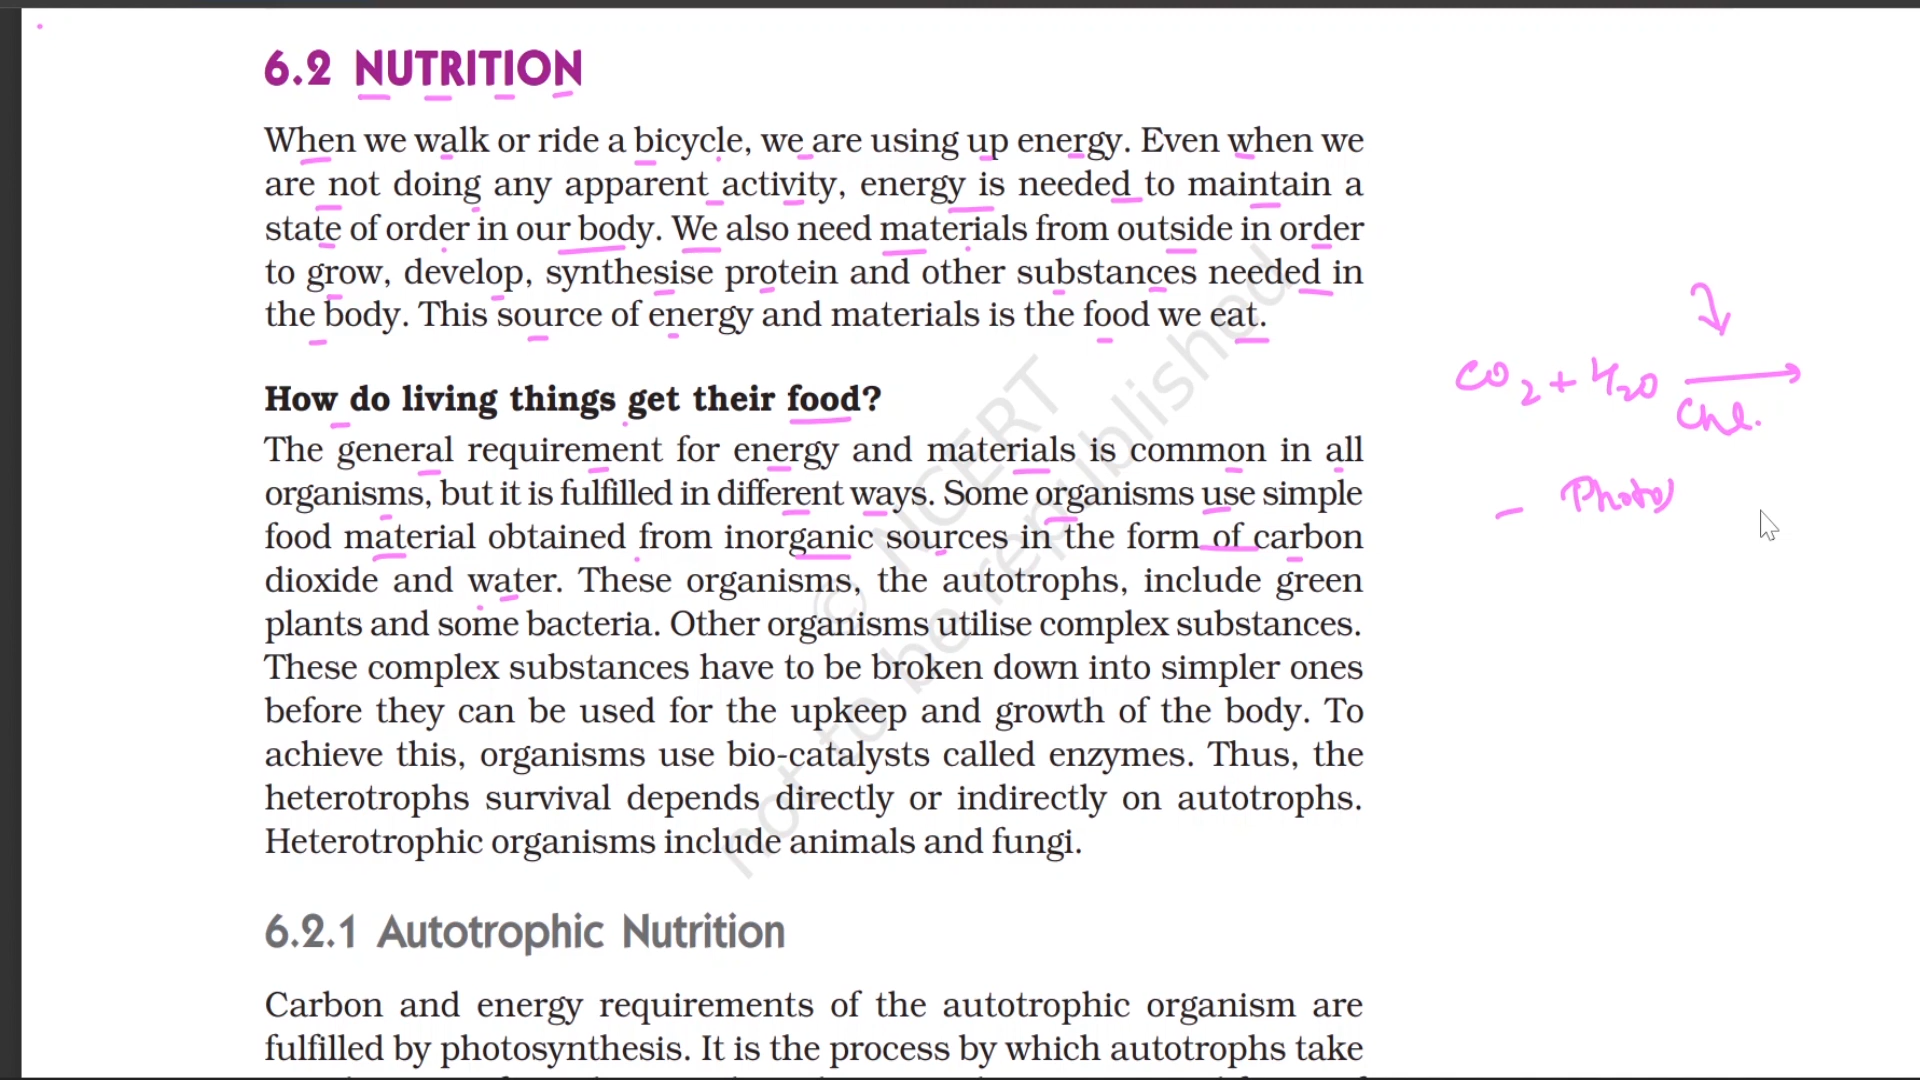 6.2 NUTRITION
When we walk or ride a bicycle, we are using up energy. Even when we
are not doing any apparent activity, energy is needed to maintain a
state of order in our body. We also need materials from outside in order
to grow, develop, synthesise protein and other substances needed in
the body. This source of energy and materials is the food we eat.
How do living things get their food?
The general requirement for energy and materials is common in all
organisms, but it is fulfilled in different ways. Some organisms use simple
food material obtained from inorganic sources in the form of carbon
dioxide and water. These organisms, the autotrophs, include green
plants and some bacteria. Other organisms utilise complex substances.
These complex substances have to be broken down into simpler ones
before they can be used for the upkeep and growth of the body. To
achieve this, organisms use bio-catalysts called enzymes. Thus, the
heterotrophs survival depends directly or indirectly on autotrophs.
Heterotrophic organisms include animals and fungi.
6.2.1 Autotrophic Nutrition
Carbon and energy requirements of the autotrophic organism are
fulfilled by photosynthesis. It is the process by which autotrophs take
© NCERT
not to be republished
CO2 + H2O →
Chl.
- Photo